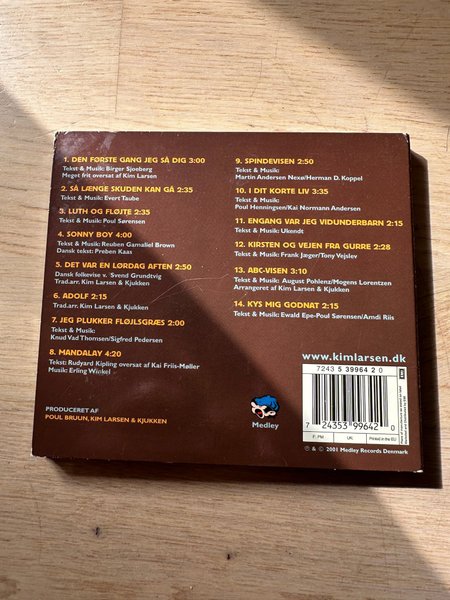 1. DEN FØRSTE GANG JEG SÅ DIG 3:00
Tekst & Musik: Birger Sjoeberg
Meget frit oversat af Kim Larsen
2. SÅ LÆNGE SKUDEN KAN GÅ 2:35
Tekst & Musik: Evert Taube
3. LUTH OG FLØJTE 2:35
Tekst & Musik: Poul Sørensen
4. SONNY BOY 4:00
Tekst & Musik: Reuben Gamaliel Brown
Dansk tekst: Preben Kaas
5. DET VAR EN LØRDAG AFTEN 2:50
Dansk folkevise v. Svend Grundtvig
Trad.arr. Kim Larsen & Kjukken
6. ADOLF 2:15
Trad.arr. Kim Larsen & Kjukken
7. JEG PLUKKER FLØJLSGRÆS 2:00
Tekst & Musik:
Knud Vad Thomsen/Sigfred Pedersen
8. MANDALAY 4:20
Tekst: Rudyard Kipling oversat af Kai Friis-Møller
Musik: Erling Winkel
PRODUCERET AF
POUL BRUUN, KIM LARSEN & KJUKKEN
9. SPINDEVISEN 2:50
Tekst & Musik:
Martin Andersen Nexø/Herman D. Koppel
10. I DIT KORTE LIV 3:35
Tekst & Musik:
Poul Henningsen/Kai Normann Andersen
11. ENGANG VAR JEG VIDUNDERBARN 2:15
Tekst & Musik: Ukendt
12. KIRSTEN OG VEJEN FRA GURRE 2:28
Tekst & Musik: Frank Jæger/Tony Vejslev
13. ABC-VISEN 3:10
Tekst & Musik: August Pohlenz/Mogens Lorentzen
Arrangeret af Kim Larsen & Kjukken
14. KYS MIG GODNAT 2:15
Tekst & Musik: Ewald Epe-Poul Sørensen/Arndi Riis
www.kimlarsen.dk
7243 5 39964 2 0
7 24353 99642 0
F: PM
UK:
Printed in the EU
Medley
℗ & © 2001 Medley Records Denmark